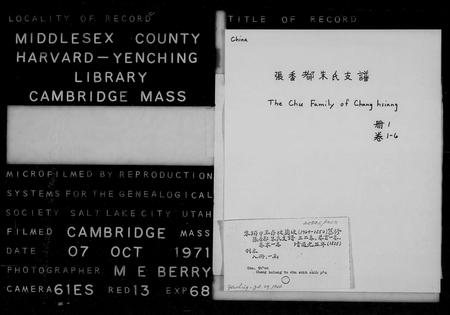 LOCALITY OF RECORD
MIDDLESEX COUNTY
HARVARD-YENCHING
LIBRARY
CAMBRIDGE MASS
MICROFILMED BY REPRODUCTION
SYSTEMS FOR THE GENEALOGICAL
SOCIETY SALT LAKE CITY UTAH
FILMED CAMBRIDGE MASS
DATE 07 OCT 1971
PHOTOGRAPHER M E BERRY
CAMERA 61ES RED 13 EXP 68
TITLE OF RECORD
China
張香都朱氏支譜
The Chu Family of Chang hsiang
冊 1
卷 1-6